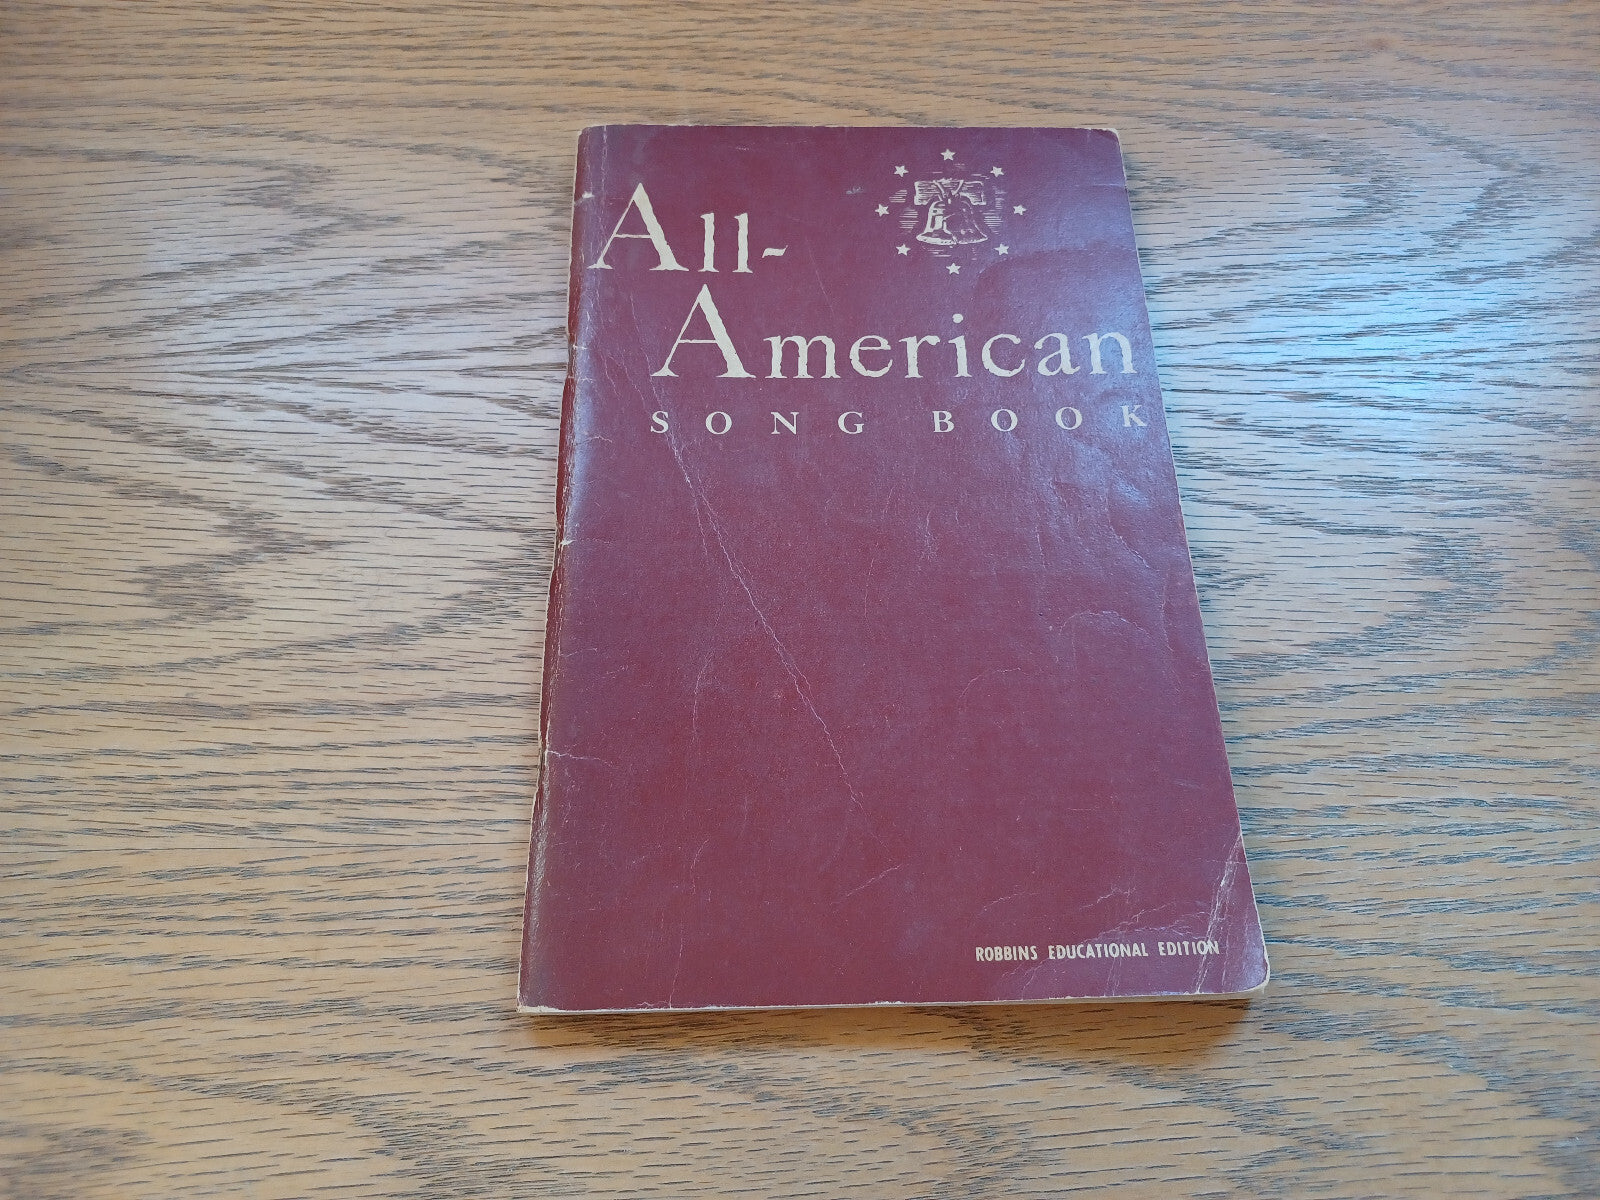 All-
American
SONG BOOK
ROBBINS EDUCATIONAL EDITION